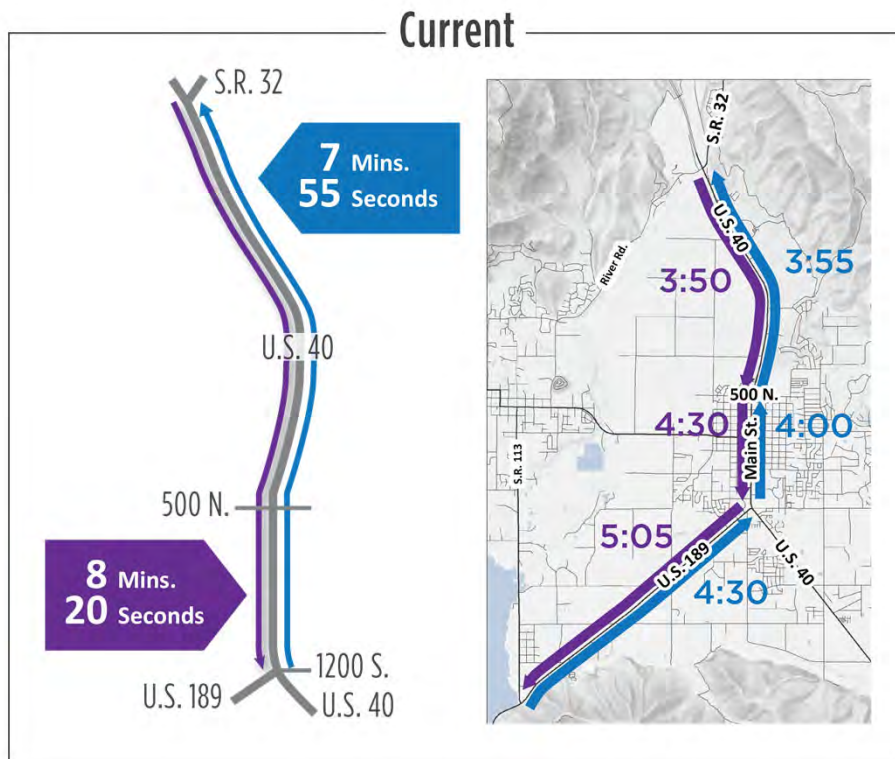 Current
S.R. 32
7 Mins.
55 Seconds
U.S. 40
500 N.
8 Mins.
20 Seconds
1200 S.
U.S. 189
U.S. 40
S.R. 32
U.S. 40
River Rd.
3:50
3:55
500 N.
4:30
Main St.
4:00
S.R. 113
5:05
U.S.-189
U.S. 40
4:30